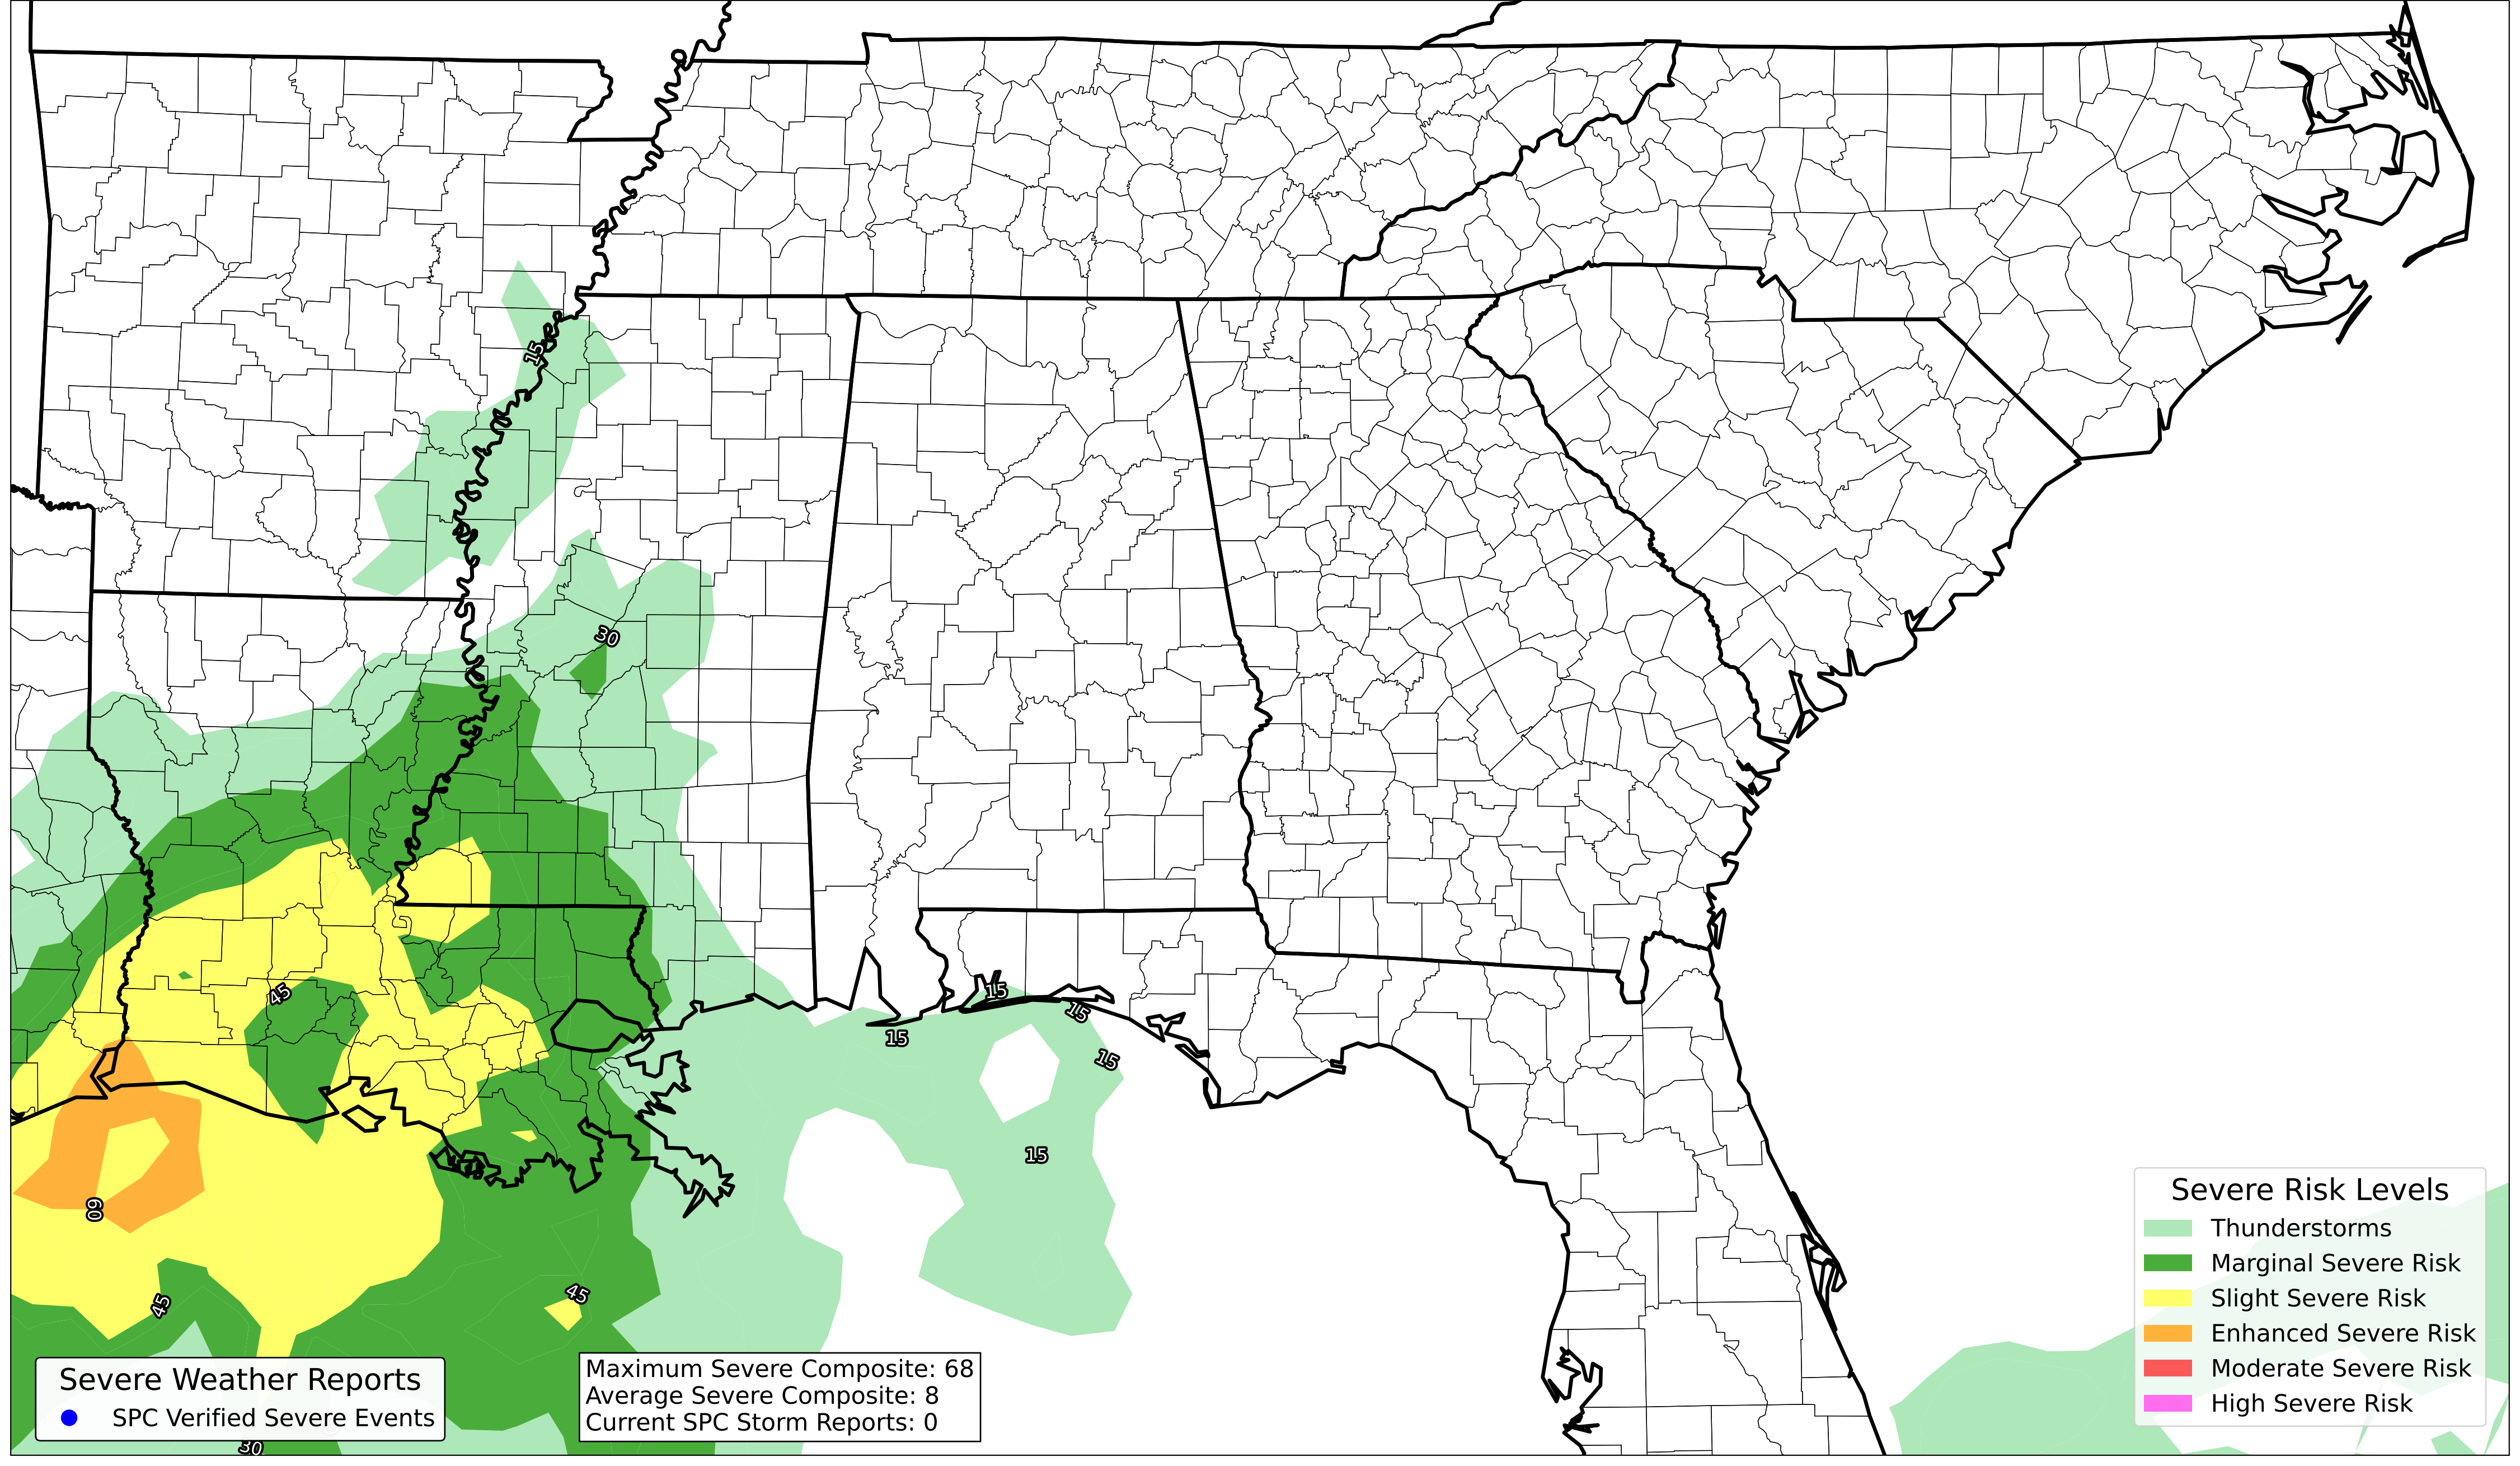 15
30
45
15
15
15
15
15
60
45
45
30
Severe Risk Levels
Thunderstorms
Marginal Severe Risk
Slight Severe Risk
Enhanced Severe Risk
Moderate Severe Risk
High Severe Risk
Severe Weather Reports
SPC Verified Severe Events
Maximum Severe Composite: 68
Average Severe Composite: 8
Current SPC Storm Reports: 0